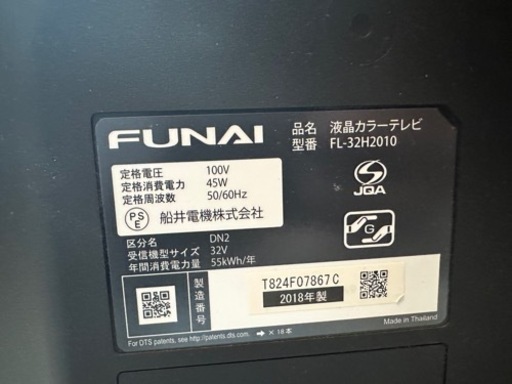 FUNAI
品名 液晶カラーテレビ
型番 FL-32H2010
定格電圧 100V
定格消費電力 45W
定格周波数 50/60Hz
PSE 船井電機株式会社
JQA
G
区分名 DN2
受信機型サイズ 32V
年間消費電力量 55kWh/年
製造番号
T824F07867C
2018年製
For DTS patents, see http://patents.dts.com. → × 18本
Made in Thailand